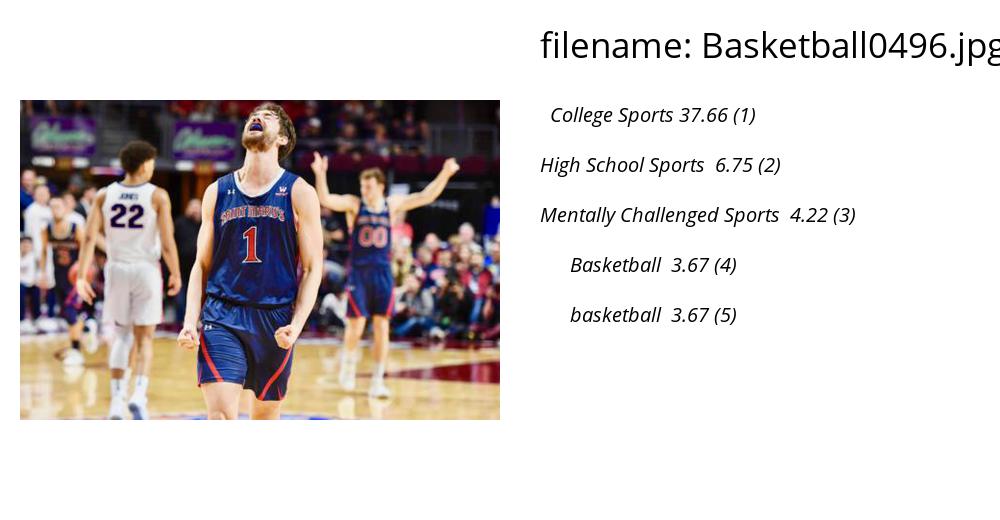 filename: Basketball0496.jpg
College Sports 37.66 (1)
High School Sports 6.75 (2)
Mentally Challenged Sports 4.22 (3)
Basketball 3.67 (4)
basketball 3.67 (5)
JONES
22
SAINT MARY'S
1
00
3
W